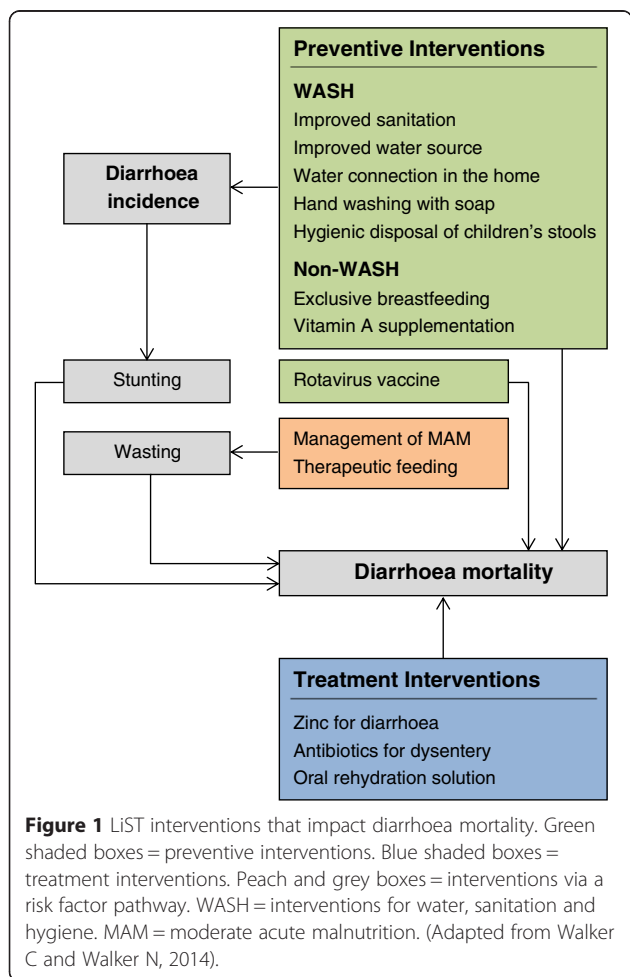 Preventive Interventions
WASH
Improved sanitation
Improved water source
Water connection in the home
Hand washing with soap
Hygienic disposal of children's stools
Non-WASH
Exclusive breastfeeding
Vitamin A supplementation
Diarrhoea
incidence
Stunting
Rotavirus vaccine
Wasting
Management of MAM
Therapeutic feeding
Diarrhoea mortality
Treatment Interventions
Zinc for diarrhoea
Antibiotics for dysentery
Oral rehydration solution
Figure 1 LiST interventions that impact diarrhoea mortality. Green
shaded boxes = preventive interventions. Blue shaded boxes =
treatment interventions. Peach and grey boxes = interventions via a
risk factor pathway. WASH = interventions for water, sanitation and
hygiene. MAM = moderate acute malnutrition. (Adapted from Walker
C and Walker N, 2014).